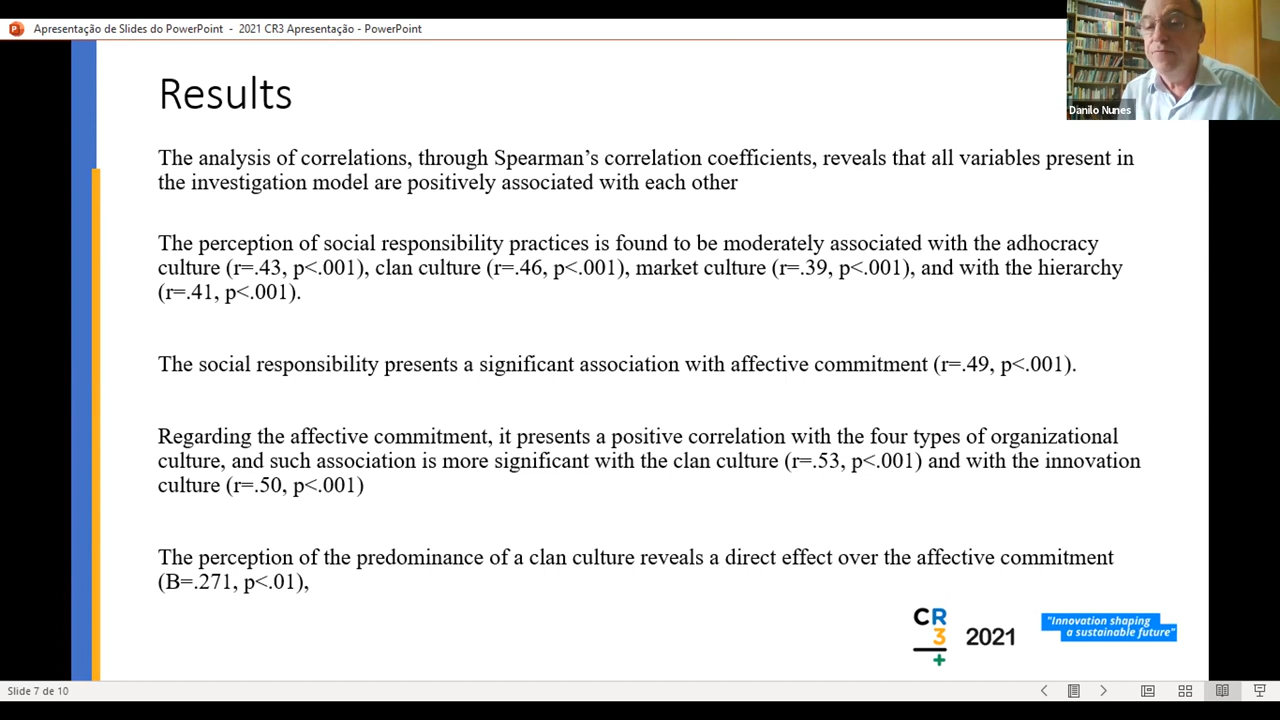 Apresentação de Slides do PowerPoint - 2021 CR3 Apresentação - PowerPoint
Danilo Nunes
Results
The analysis of correlations, through Spearman’s correlation coefficients, reveals that all variables present in
the investigation model are positively associated with each other
The perception of social responsibility practices is found to be moderately associated with the adhocracy
culture (r=.43, p<.001), clan culture (r=.46, p<.001), market culture (r=.39, p<.001), and with the hierarchy
(r=.41, p<.001).
The social responsibility presents a significant association with affective commitment (r=.49, p<.001).
Regarding the affective commitment, it presents a positive correlation with the four types of organizational
culture, and such association is more significant with the clan culture (r=.53, p<.001) and with the innovation
culture (r=.50, p<.001)
The perception of the predominance of a clan culture reveals a direct effect over the affective commitment
(B=.271, p<.01),
CR
3
+
2021
"Innovation shaping
a sustainable future"
Slide 7 de 10